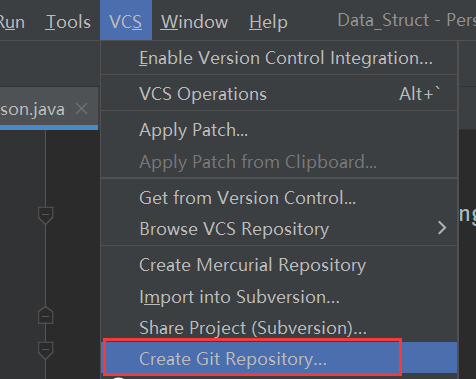 Run Tools VCS Window Help Data_Struct - Pers
Enable Version Control Integration...
VCS Operations Alt+`
son.java
Apply Patch...
Apply Patch from Clipboard...
Get from Version Control...
Browse VCS Repository
Create Mercurial Repository
Import into Subversion...
Share Project (Subversion)...
Create Git Repository...